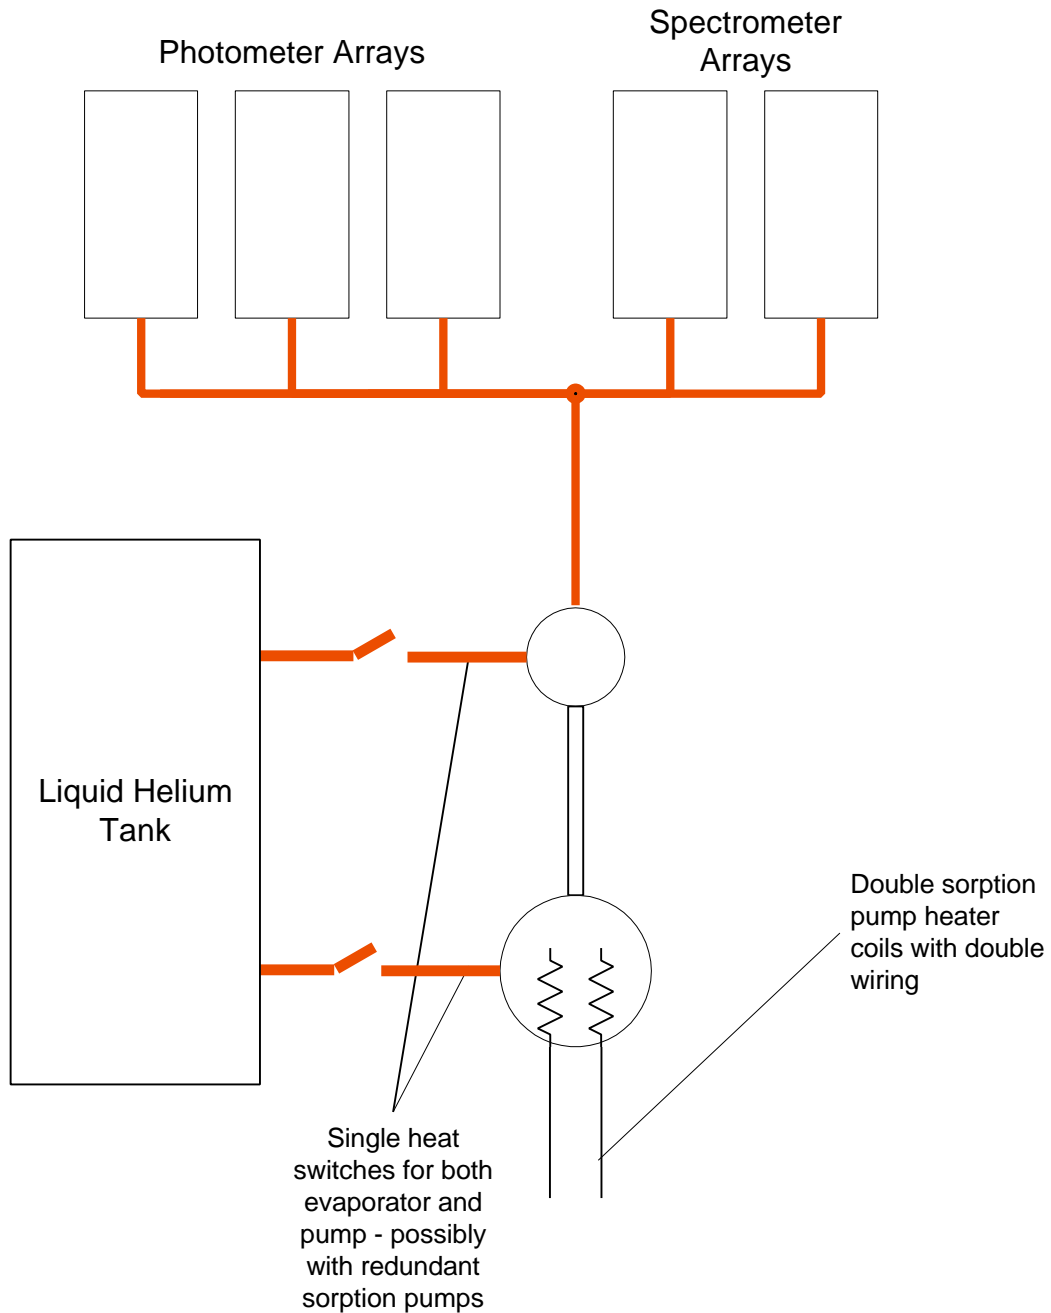 Photometer Arrays
Spectrometer
Arrays
Liquid Helium
Tank
Double sorption
pump heater
coils with double
wiring
Single heat
switches for both
evaporator and
pump - possibly
with redundant
sorption pumps